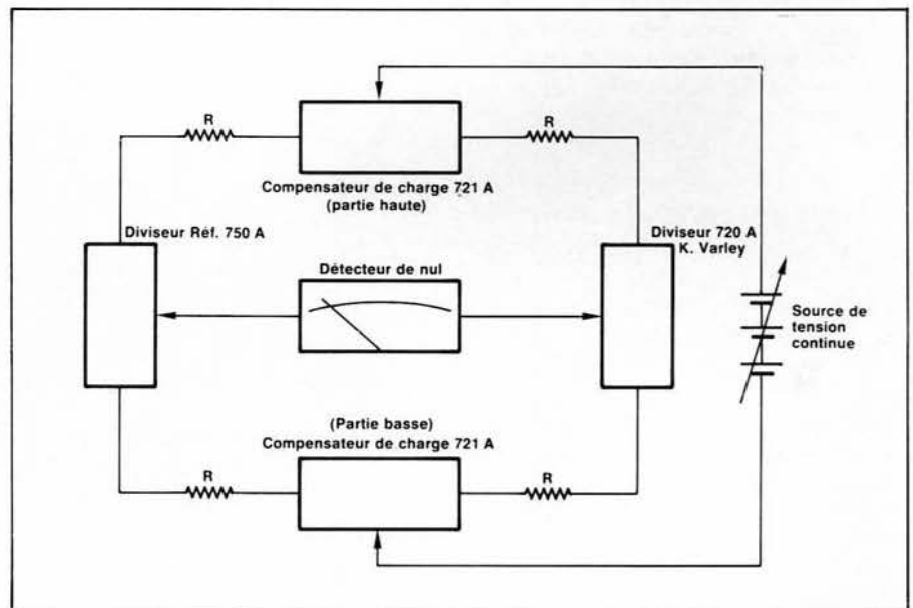 R
R
Compensateur de charge 721 A
(partie haute)
Diviseur Réf. 750 A
Diviseur 720 A
K. Varley
Détecteur de nul
Source de
tension
continue
(Partie basse)
Compensateur de charge 721 A
R
R